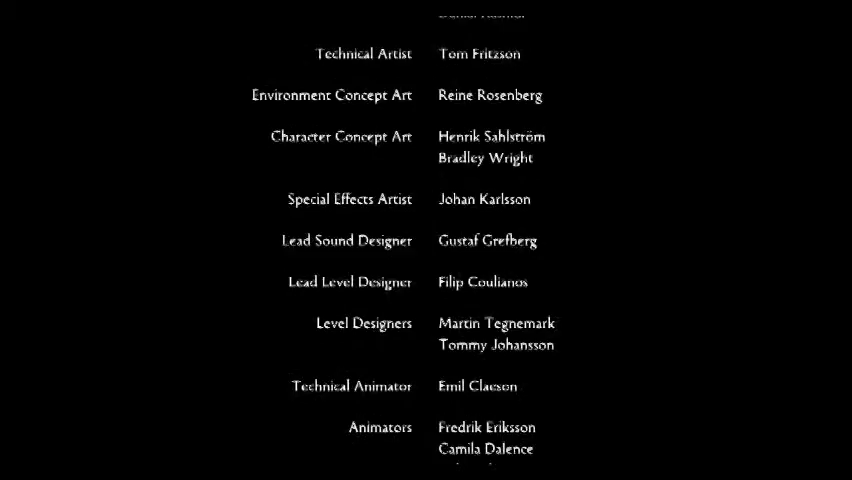 Technical Artist Tom Fritzson
Environment Concept Art Reine Rosenberg
Character Concept Art Henrik Sahlström
Bradley Wright
Special Effects Artist Johan Karlsson
Lead Sound Designer Gustaf Grefberg
Lead Level Designer Filip Coulianos
Level Designers Martin Tegnemark
Tommy Johansson
Technical Animator Emil Claeson
Animators Fredrik Eriksson
Camila Dalence